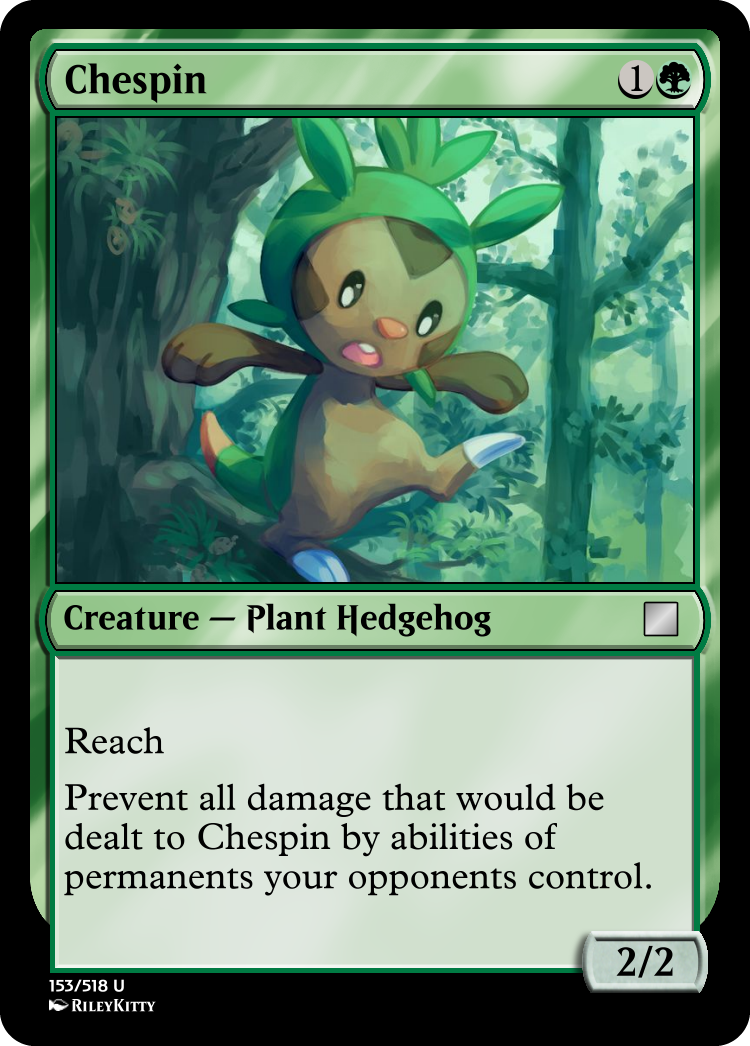 Chespin 1
Creature — Plant Hedgehog
Reach
Prevent all damage that would be
dealt to Chespin by abilities of
permanents your opponents control.
2/2
153/518 U
RileyKitty